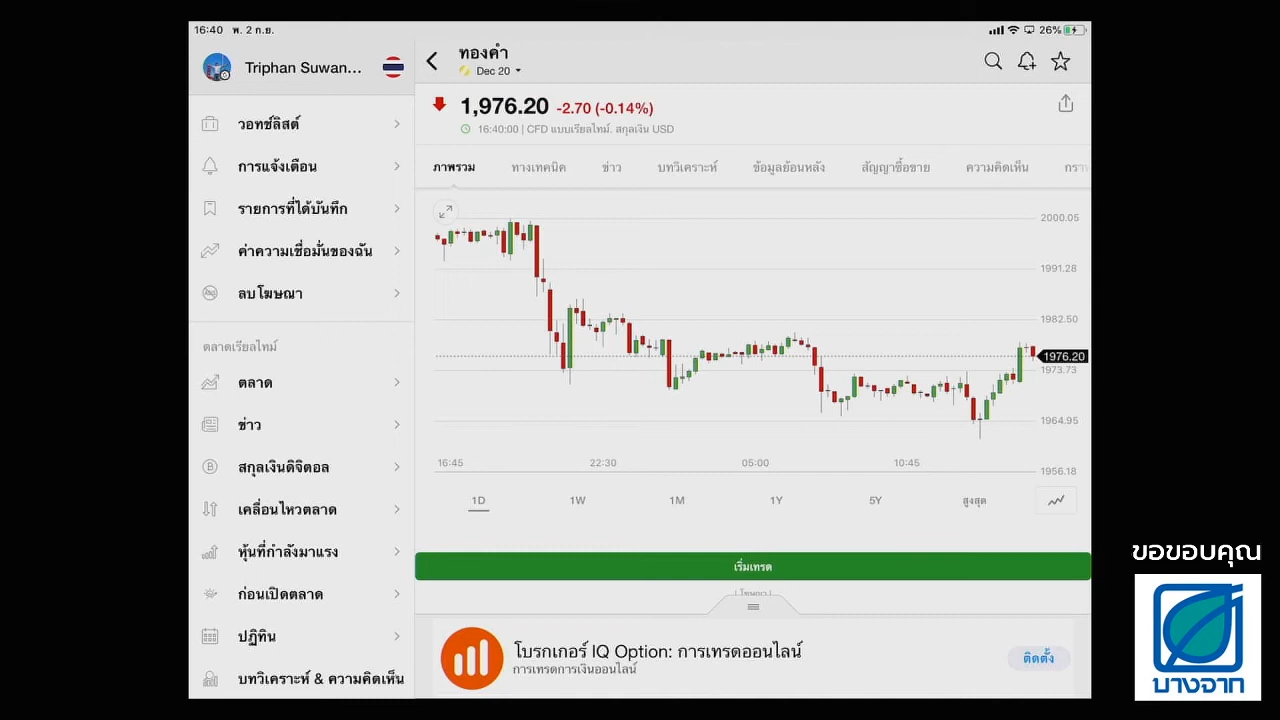 16:40 พ. 2 ก.ย.
26%
Triphan Suwan...
วอทช์ลิสต์
การแจ้งเตือน
รายการที่ได้บันทึก
ค่าความเชื่อมั่นของฉัน
ลบโฆษณา
ตลาดเรียลไทม์
ตลาด
ข่าว
สกุลเงินดิจิตอล
เคลื่อนไหวตลาด
หุ้นที่กำลังมาแรง
ก่อนเปิดตลาด
ปฏิทิน
บทวิเคราะห์ & ความคิดเห็น
ทองคำ
Dec 20
1,976.20 -2.70 (-0.14%)
16:40:00 | CFD แบบเรียลไทม์. สกุลเงิน USD
ภาพรวม ทางเทคนิค ข่าว บทวิเคราะห์ ข้อมูลย้อนหลัง สัญญาซื้อขาย ความคิดเห็น
2000.05
1991.28
1982.50
1976.20
1973.73
1964.95
1956.18
16:45 22:30 05:00 10:45
1D 1W 1M 1Y 5Y สูงสุด
เริ่มเทรด
โบรกเกอร์ IQ Option: การเทรดออนไลน์
การเทรดการเงินออนไลน์
ติดตั้ง
ขอขอบคุณ
บางจาก